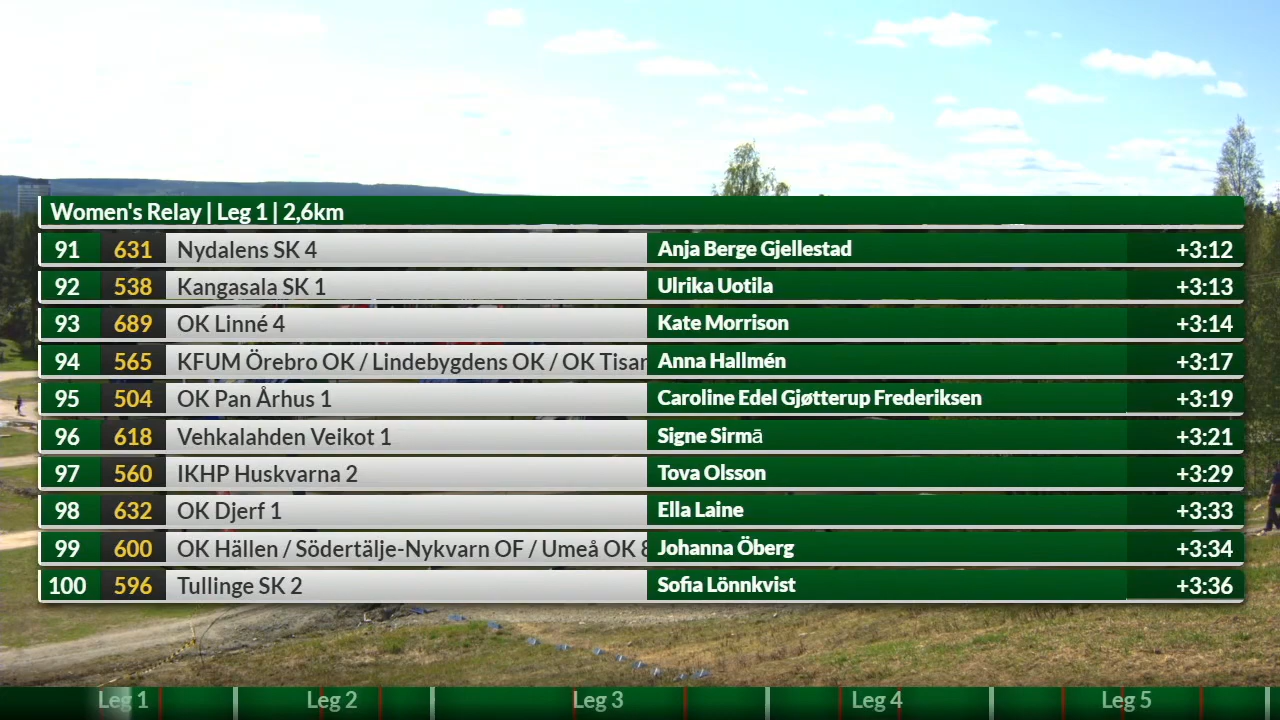 Women's Relay | Leg 1 | 2,6km
91 631 Nydalens SK 4 Anja Berge Gjellestad +3:12
92 538 Kangasala SK 1 Ulrika Uotila +3:13
93 689 OK Linné 4 Kate Morrison +3:14
94 565 KFUM Örebro OK / Lindebygdens OK / OK Tisar Anna Hallmén +3:17
95 504 OK Pan Århus 1 Caroline Edel Gjøtterup Frederiksen +3:19
96 618 Vehkalahden Veikot 1 Signe Sirmā +3:21
97 560 IKHP Huskvarna 2 Tova Olsson +3:29
98 632 OK Djerf 1 Ella Laine +3:33
99 600 OK Hällen / Södertälje-Nykvarn OF / Umeå OK Johanna Öberg +3:34
100 596 Tullinge SK 2 Sofia Lönnkvist +3:36
Leg 1 Leg 2 Leg 3 Leg 4 Leg 5